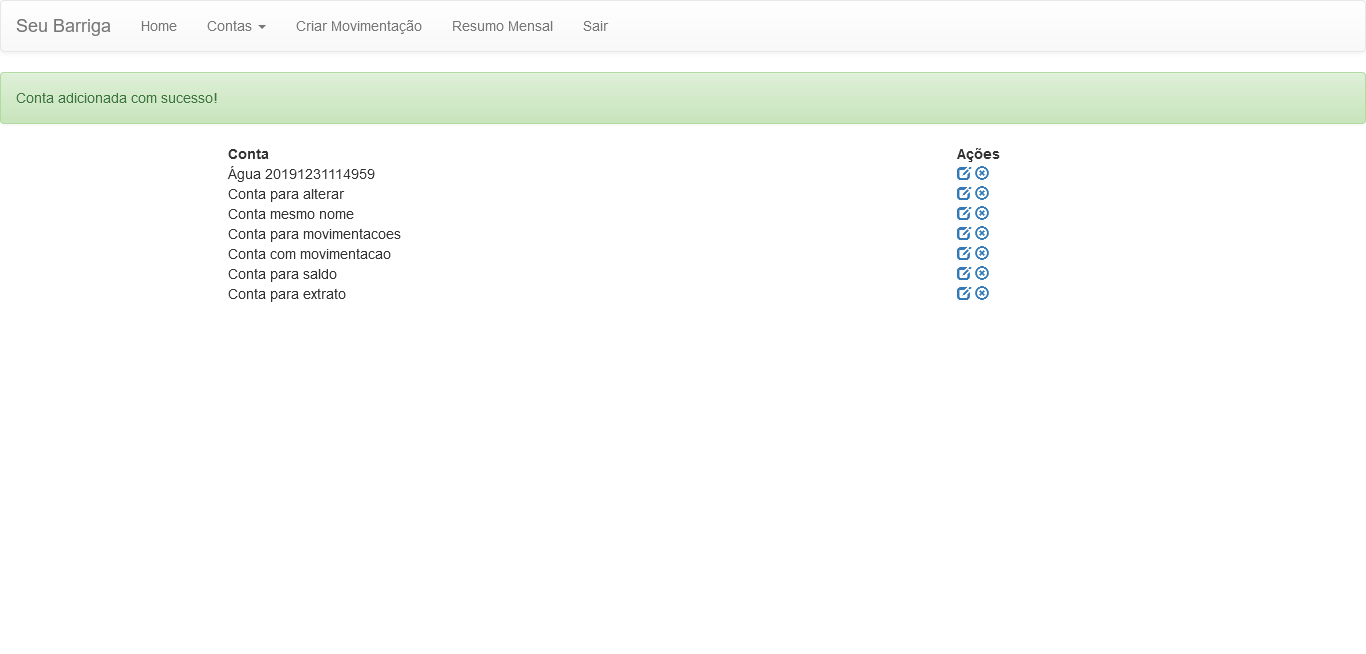 Seu Barriga Home Contas Criar Movimentação Resumo Mensal Sair
Conta adicionada com sucesso!
Conta Ações
Água 20191231114959
Conta para alterar
Conta mesmo nome
Conta para movimentacoes
Conta com movimentacao
Conta para saldo
Conta para extrato